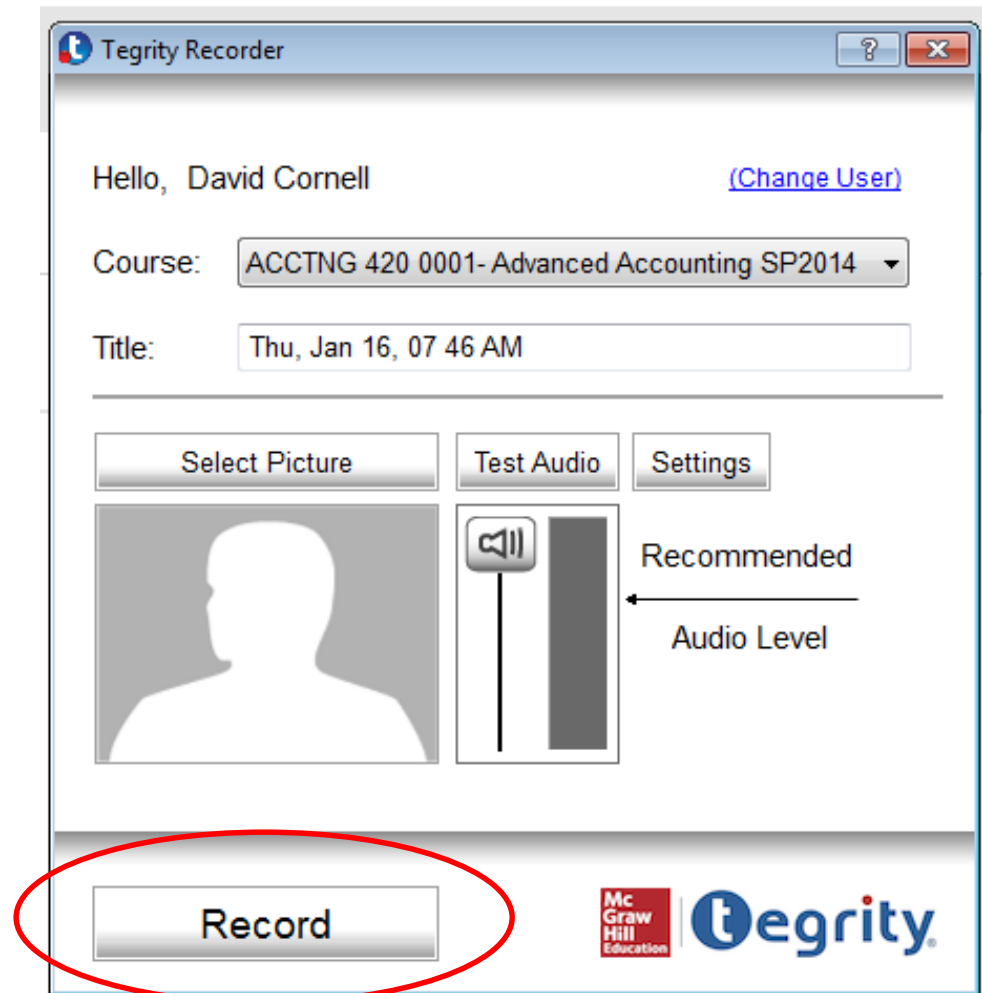 Tegrity Recorder
Hello, David Cornell (Change User)
Course: ACCTNG 420 0001- Advanced Accounting SP2014
Title: Thu, Jan 16, 07 46 AM
Select Picture Test Audio Settings
Recommended
Audio Level
Record
Mc
Graw
Hill
Education
tegrity